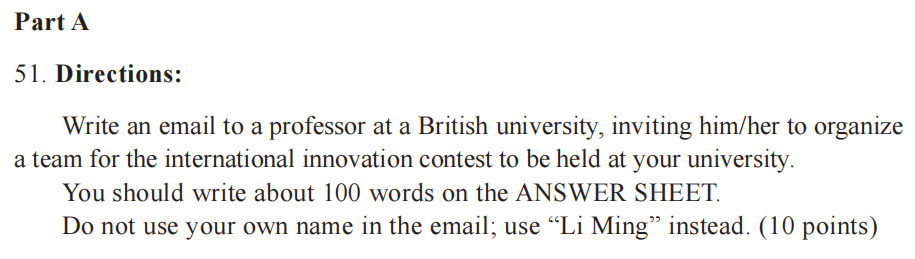 Part A
51. Directions:
Write an email to a professor at a British university, inviting him/her to organize
a team for the international innovation contest to be held at your university.
You should write about 100 words on the ANSWER SHEET.
Do not use your own name in the email; use “Li Ming” instead. (10 points)